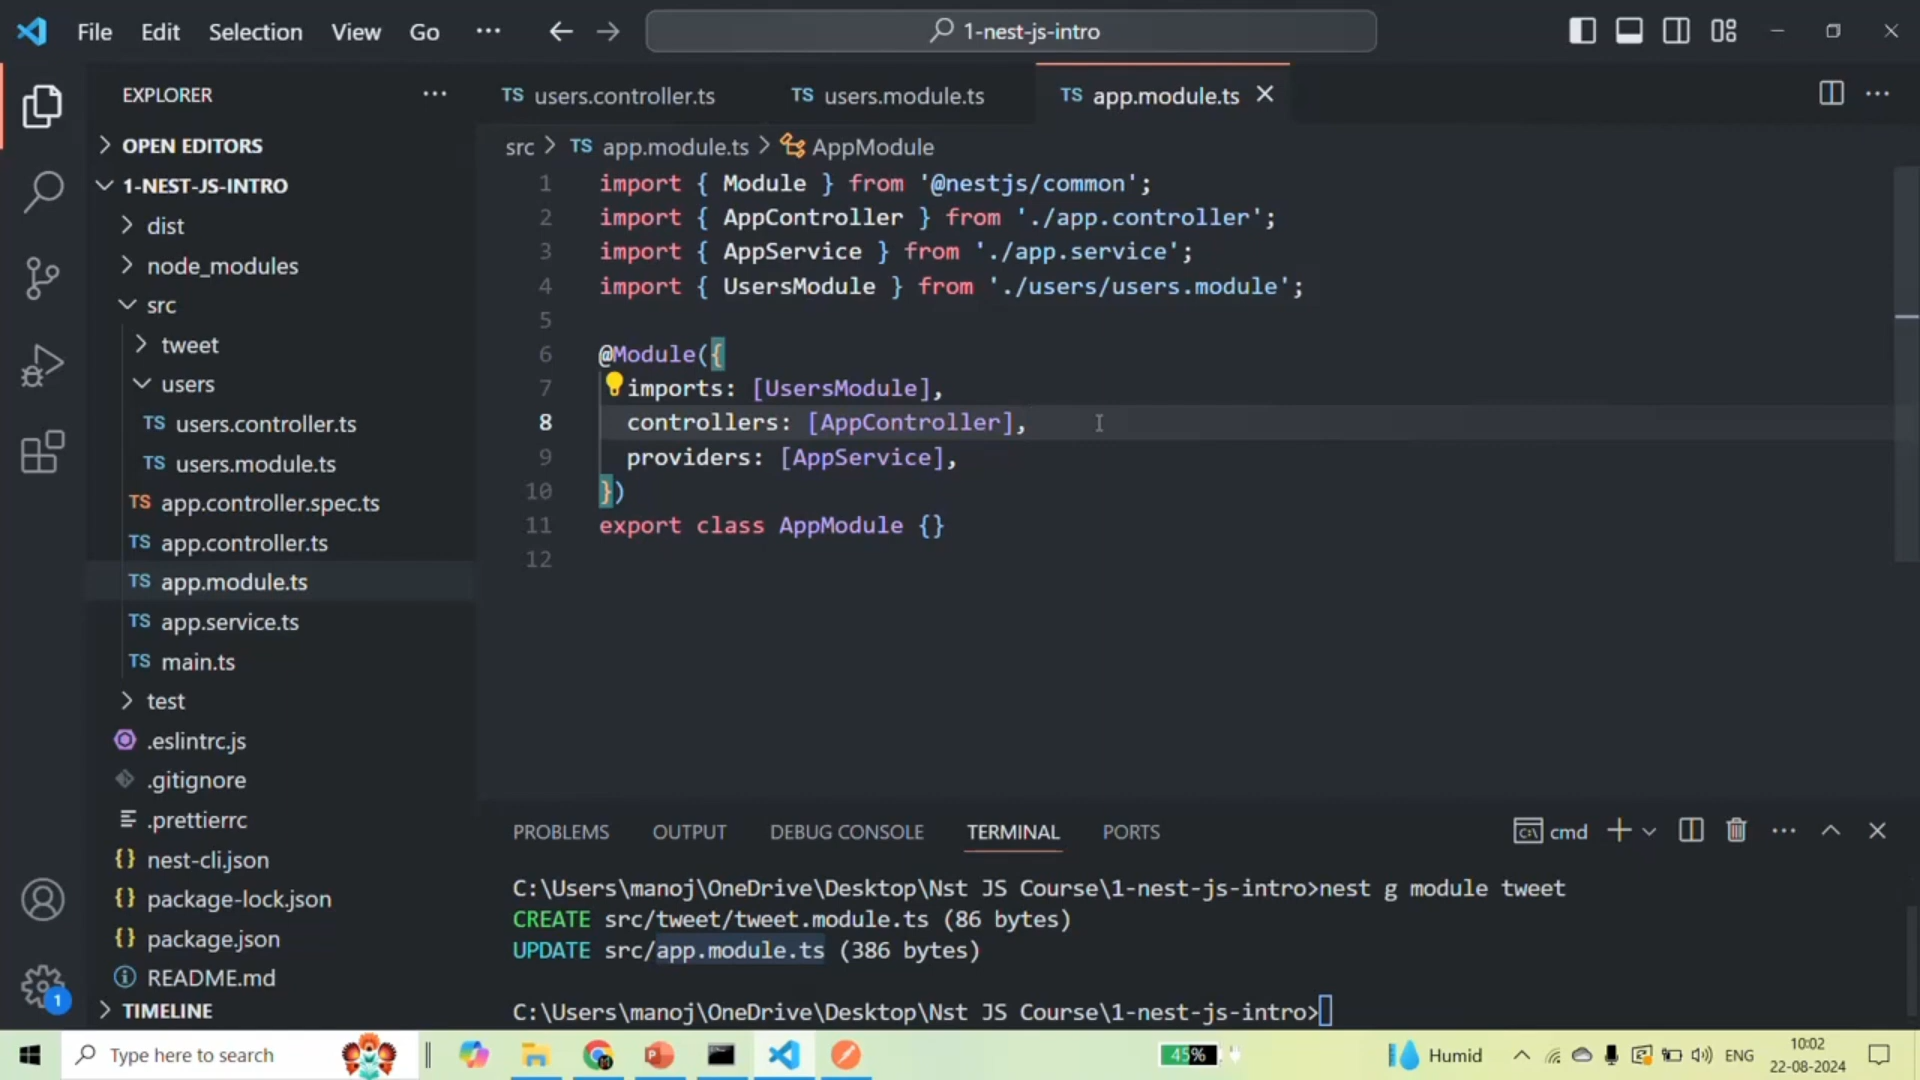 File Edit Selection View Go ··· 1-nest-js-intro
EXPLORER ···
OPEN EDITORS
1-NEST-JS-INTRO
dist
node_modules
src
tweet
users
TS users.controller.ts
TS users.module.ts
TS app.controller.spec.ts
TS app.controller.ts
TS app.module.ts
TS app.service.ts
TS main.ts
test
.eslintrc.js
.gitignore
.prettierrc
{} nest-cli.json
{} package-lock.json
{} package.json
README.md
TIMELINE
1
TS users.controller.ts TS users.module.ts TS app.module.ts
src > TS app.module.ts > AppModule
1 import { Module } from '@nestjs/common';
2 import { AppController } from './app.controller';
3 import { AppService } from './app.service';
4 import { UsersModule } from './users/users.module';
5
6 @Module({
7 imports: [UsersModule],
8 controllers: [AppController],
9 providers: [AppService],
10 })
11 export class AppModule {}
12
PROBLEMS OUTPUT DEBUG CONSOLE TERMINAL PORTS cmd
C:\Users\manoj\OneDrive\Desktop\Nst JS Course\1-nest-js-intro>nest g module tweet
CREATE src/tweet/tweet.module.ts (86 bytes)
UPDATE src/app.module.ts (386 bytes)
C:\Users\manoj\OneDrive\Desktop\Nst JS Course\1-nest-js-intro>
Type here to search 45% Humid ENG 10:02
22-08-2024